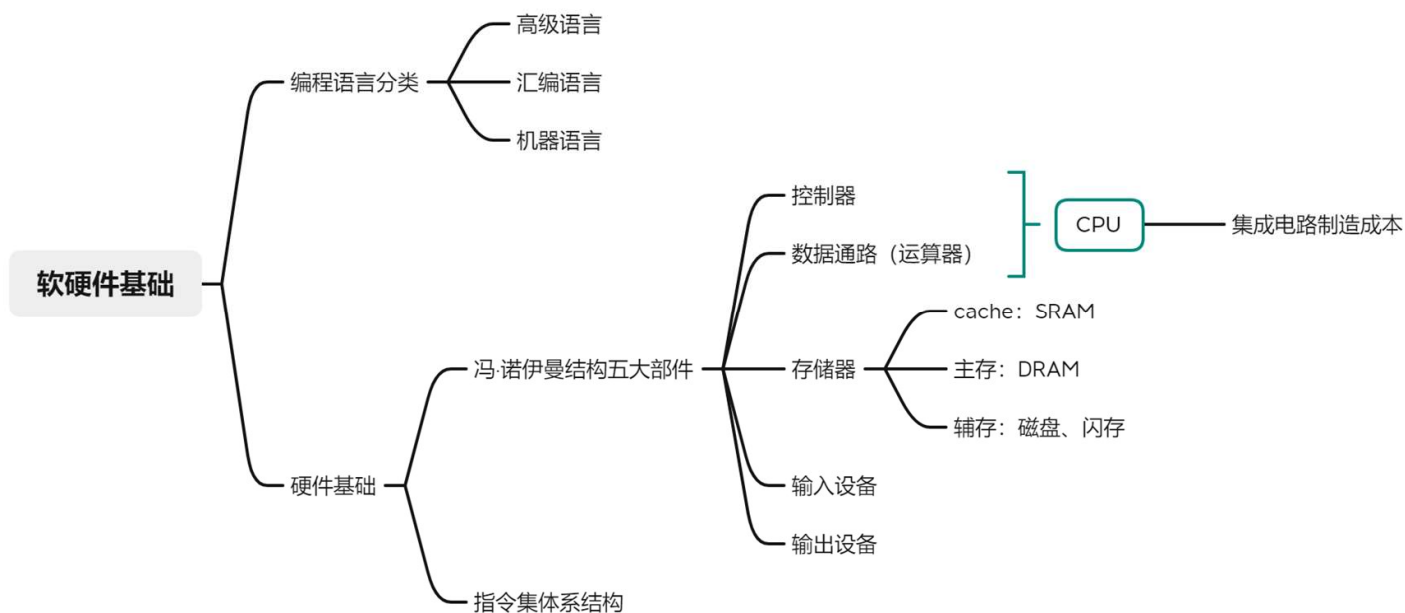 软硬件基础
编程语言分类
高级语言
汇编语言
机器语言
硬件基础
冯·诺伊曼结构五大部件
控制器
数据通路（运算器）
CPU
集成电路制造成本
存储器
cache：SRAM
主存：DRAM
辅存：磁盘、闪存
输入设备
输出设备
指令集体系结构